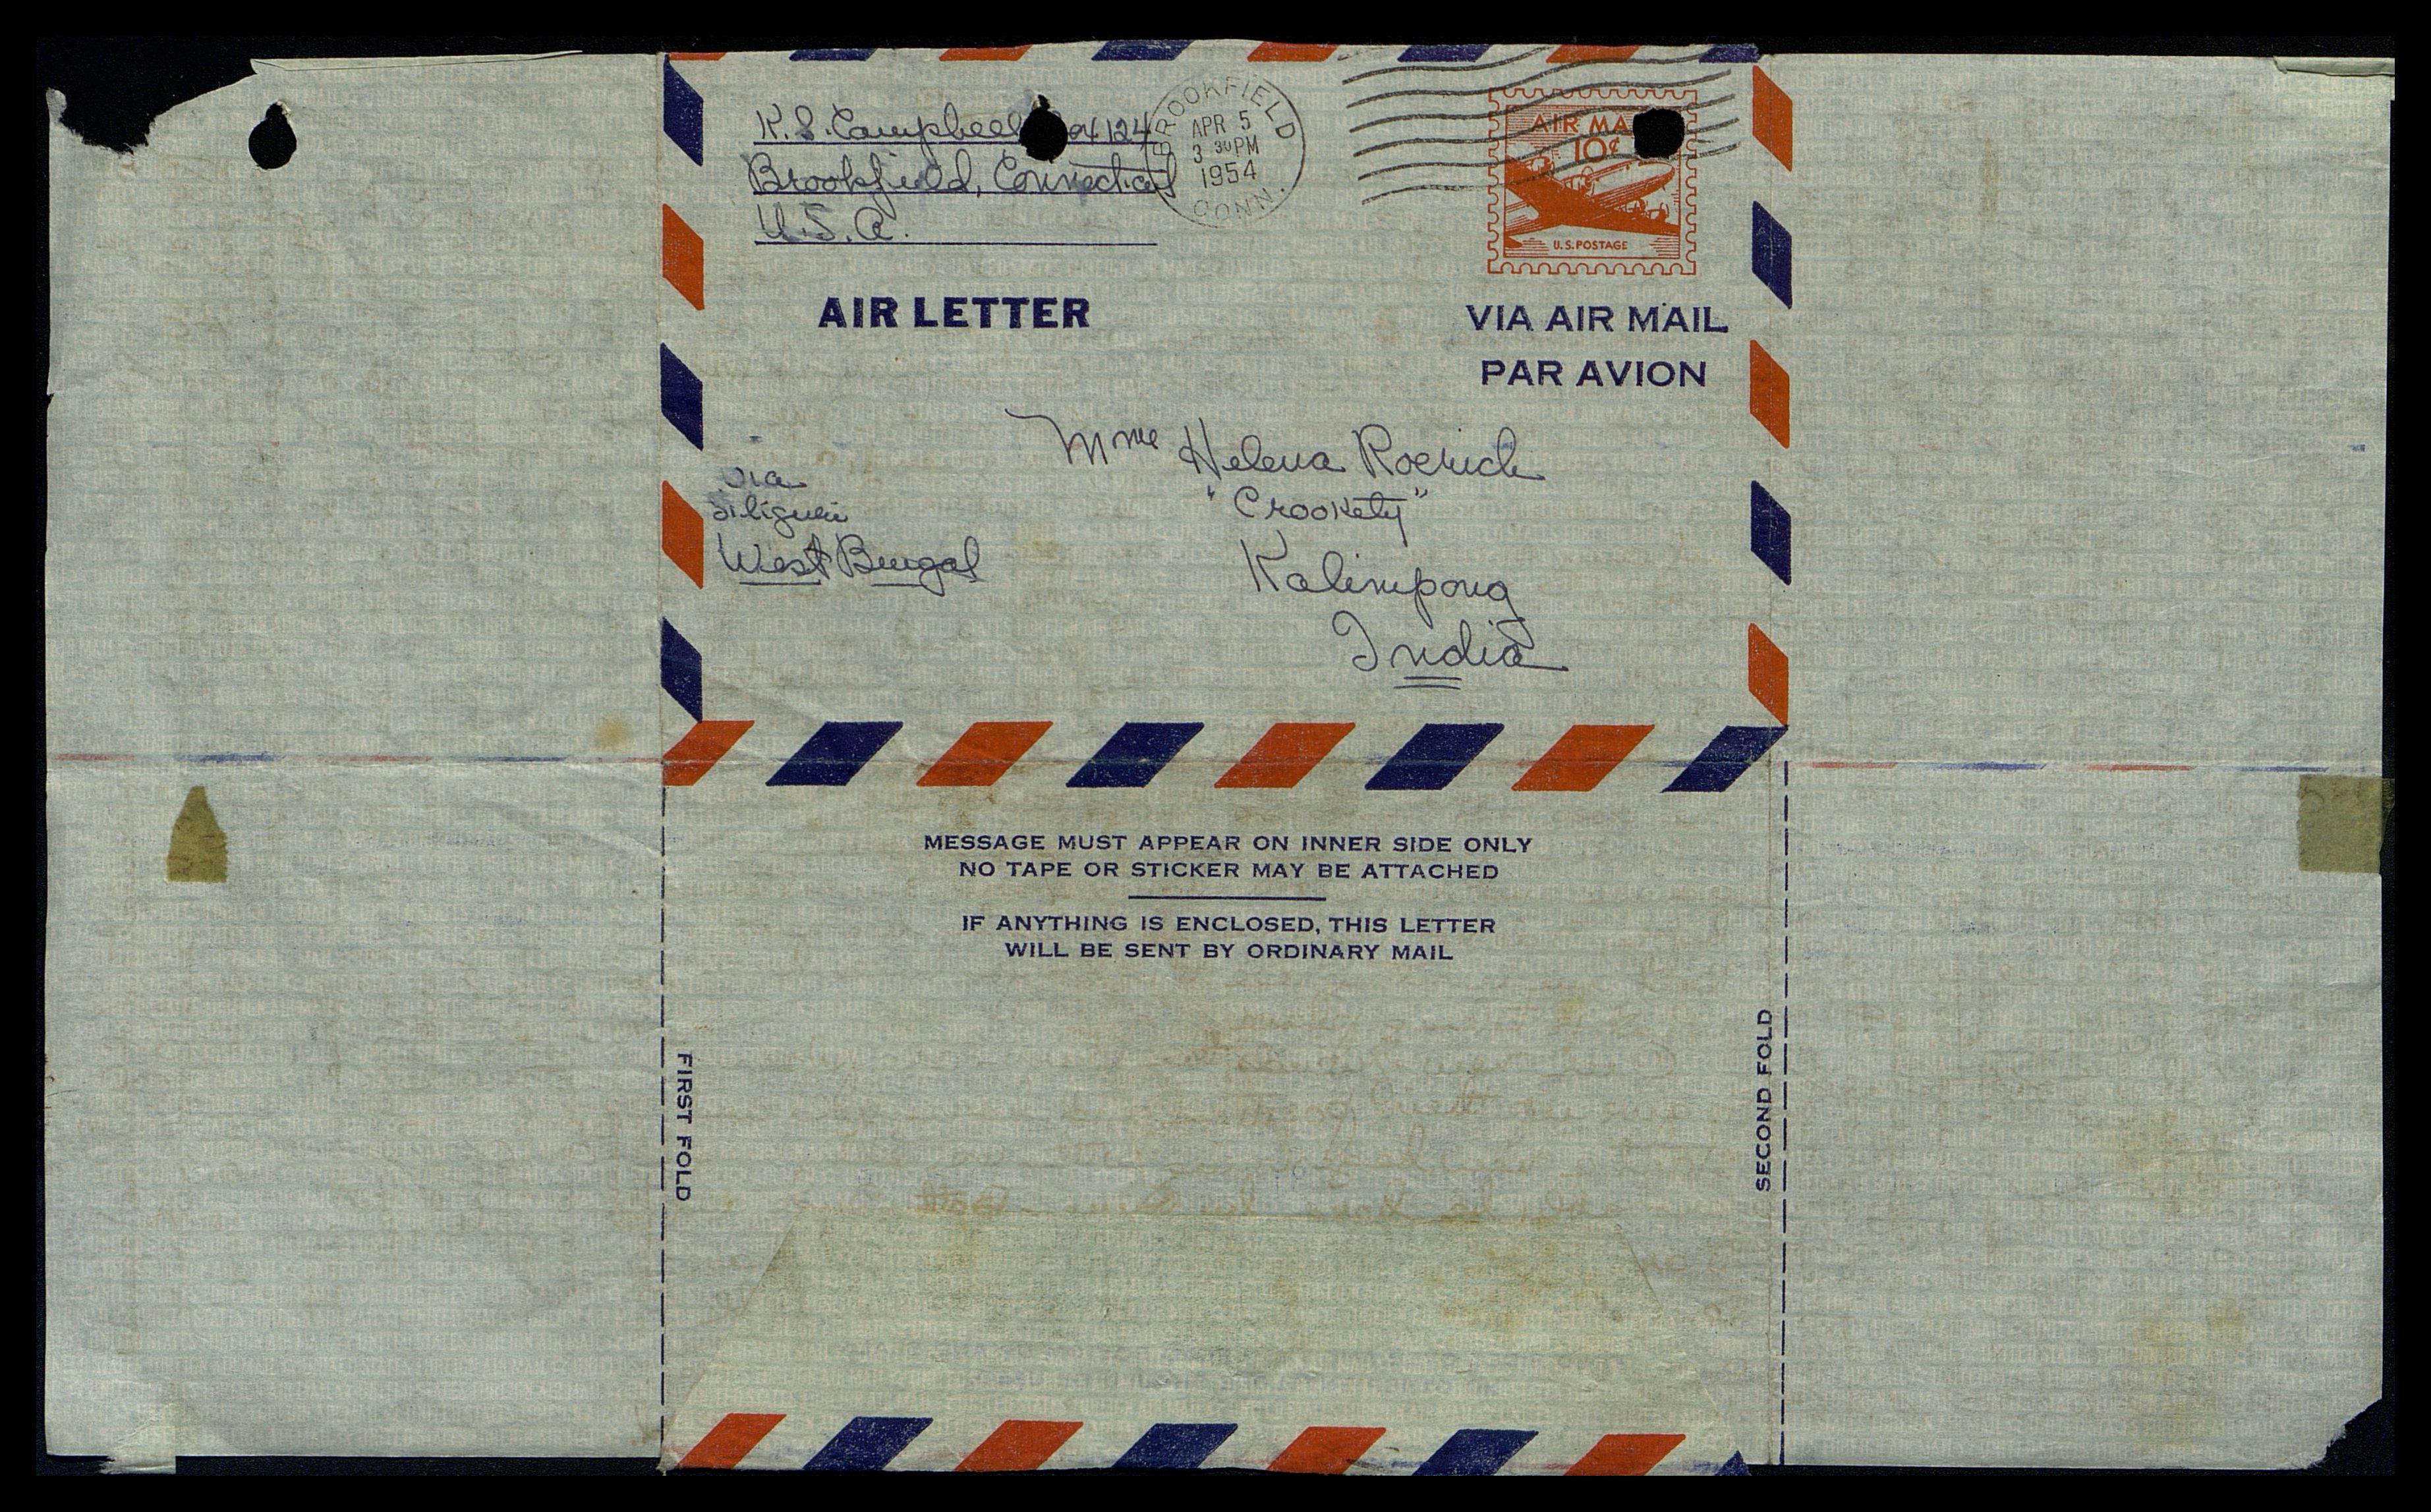 K.S. Campbell Box 124
Brookfield, Connecticut
U.S.A.
BROOKFIELD
APR 5
3 30 PM
1954
CONN.
AIR MA
10¢
U.S. POSTAGE
AIR LETTER
VIA AIR MAIL
PAR AVION
Mme Helena Roerich
"Crookety"
Kalimpong
India
via
Siliguri
West Bengal
MESSAGE MUST APPEAR ON INNER SIDE ONLY
NO TAPE OR STICKER MAY BE ATTACHED
IF ANYTHING IS ENCLOSED, THIS LETTER
WILL BE SENT BY ORDINARY MAIL
FIRST FOLD
SECOND FOLD